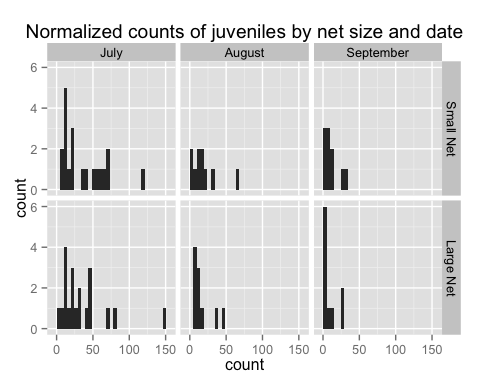 Normalized counts of juveniles by net size and date
July August September
6
4
2
0
Small Net
count
6
4
2
0
Large Net
0 50 100 150 0 50 100 150 0 50 100 150
count